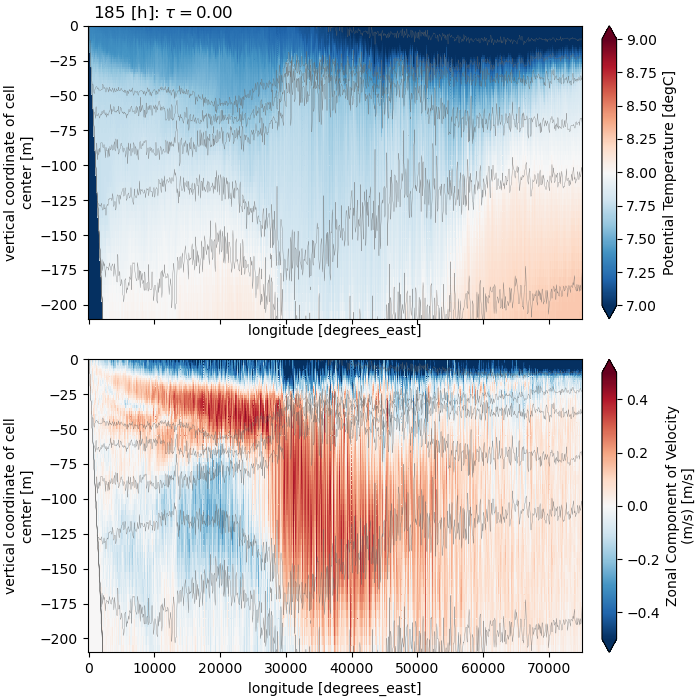 185 [h]: τ = 0.00
0
−25
−50
−75
−100
−125
−150
−175
−200
vertical coordinate of cell
center [m]
longitude [degrees_east]
9.00
8.75
8.50
8.25
8.00
7.75
7.50
7.25
7.00
Potential Temperature [degC]
0
−25
−50
−75
−100
−125
−150
−175
−200
vertical coordinate of cell
center [m]
0 10000 20000 30000 40000 50000 60000 70000
longitude [degrees_east]
0.4
0.2
0.0
−0.2
−0.4
Zonal Component of Velocity
(m/s) [m/s]